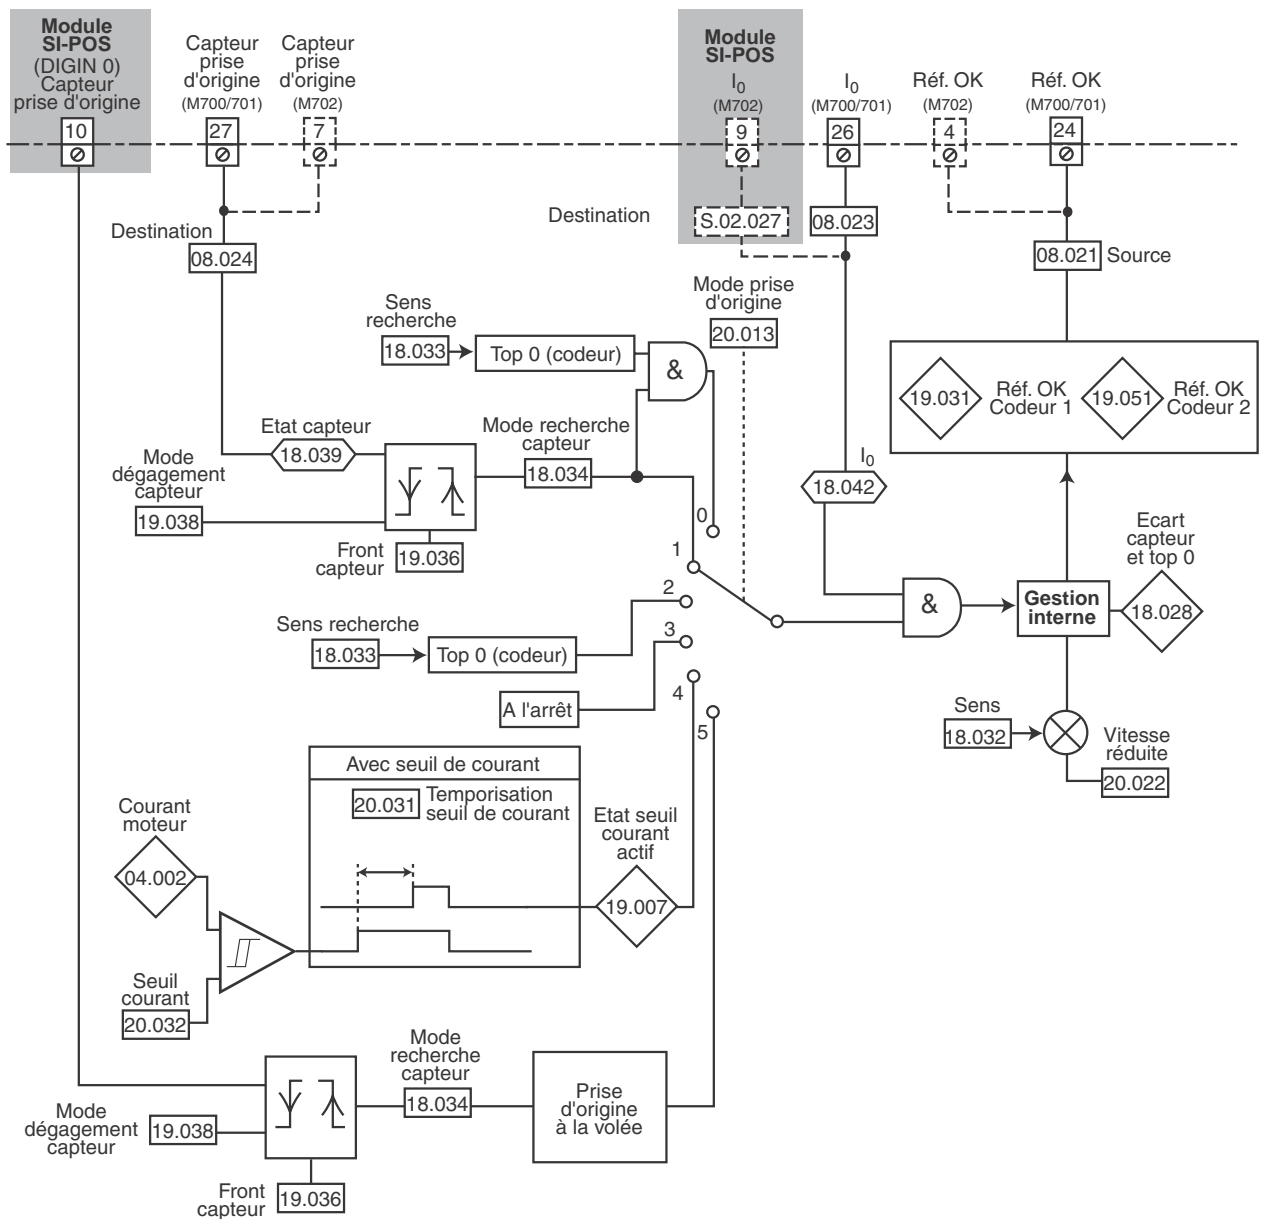 Module
SI-POS
(DIGIN 0)
Capteur
prise d'origine
10
Capteur
prise
d'origine
(M700/701)
27
Capteur
prise
d'origine
(M702)
7
Module
SI-POS
I0
(M702)
9
I0
(M700/701)
26
Réf. OK
(M702)
4
Réf. OK
(M700/701)
24
Destination
08.024
Destination
S.02.027
08.023
08.021
Source
Sens
recherche
18.033
Top 0 (codeur)
&
Mode prise
d'origine
20.013
19.031
Réf. OK
Codeur 1
19.051
Réf. OK
Codeur 2
Etat capteur
18.039
Mode
dégagement
capteur
19.038
Front
capteur
19.036
Mode recherche
capteur
18.034
I0
18.042
0
1
2
3
4
5
Sens recherche
18.033
Top 0 (codeur)
A l'arrêt
&
Gestion
interne
Ecart
capteur
et top 0
18.028
Sens
18.032
Vitesse
réduite
20.022
Avec seuil de courant
20.031
Temporisation
seuil de courant
Courant
moteur
04.002
Etat seuil
courant
actif
19.007
Seuil
courant
20.032
Mode
recherche
capteur
18.034
Prise
d'origine
à la volée
Mode
dégagement
capteur
19.038
Front
capteur
19.036